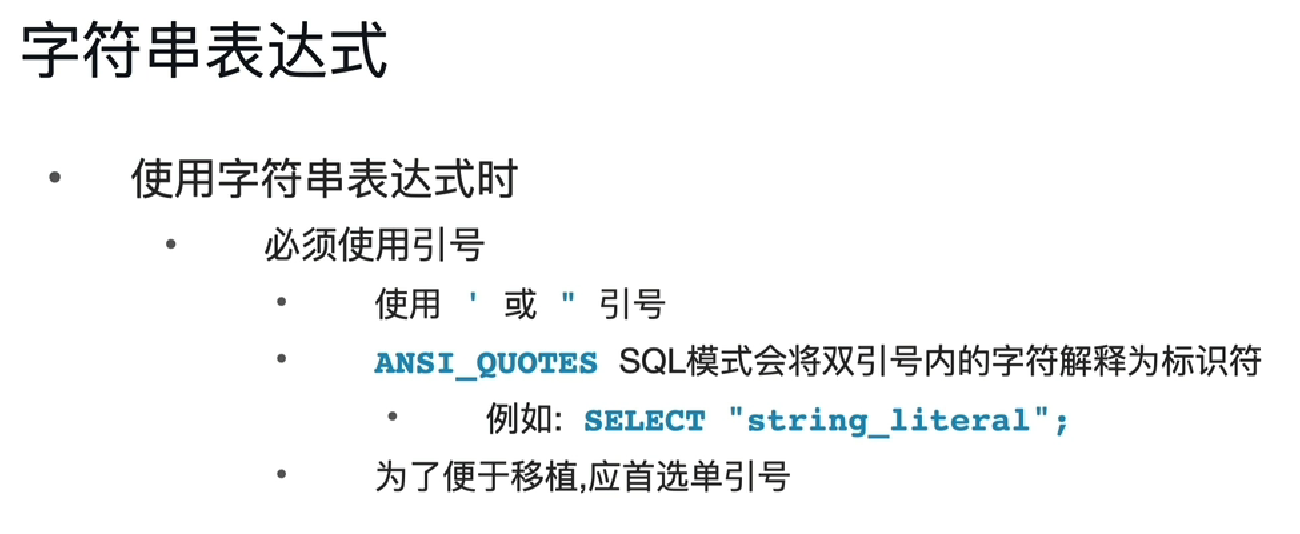 字符串表达式
• 使用字符串表达式时
• 必须使用引号
• 使用 ' 或 " 引号
• ANSI_QUOTES SQL模式会将双引号内的字符解释为标识符
• 例如: SELECT "string_literal";
• 为了便于移植,应首选单引号